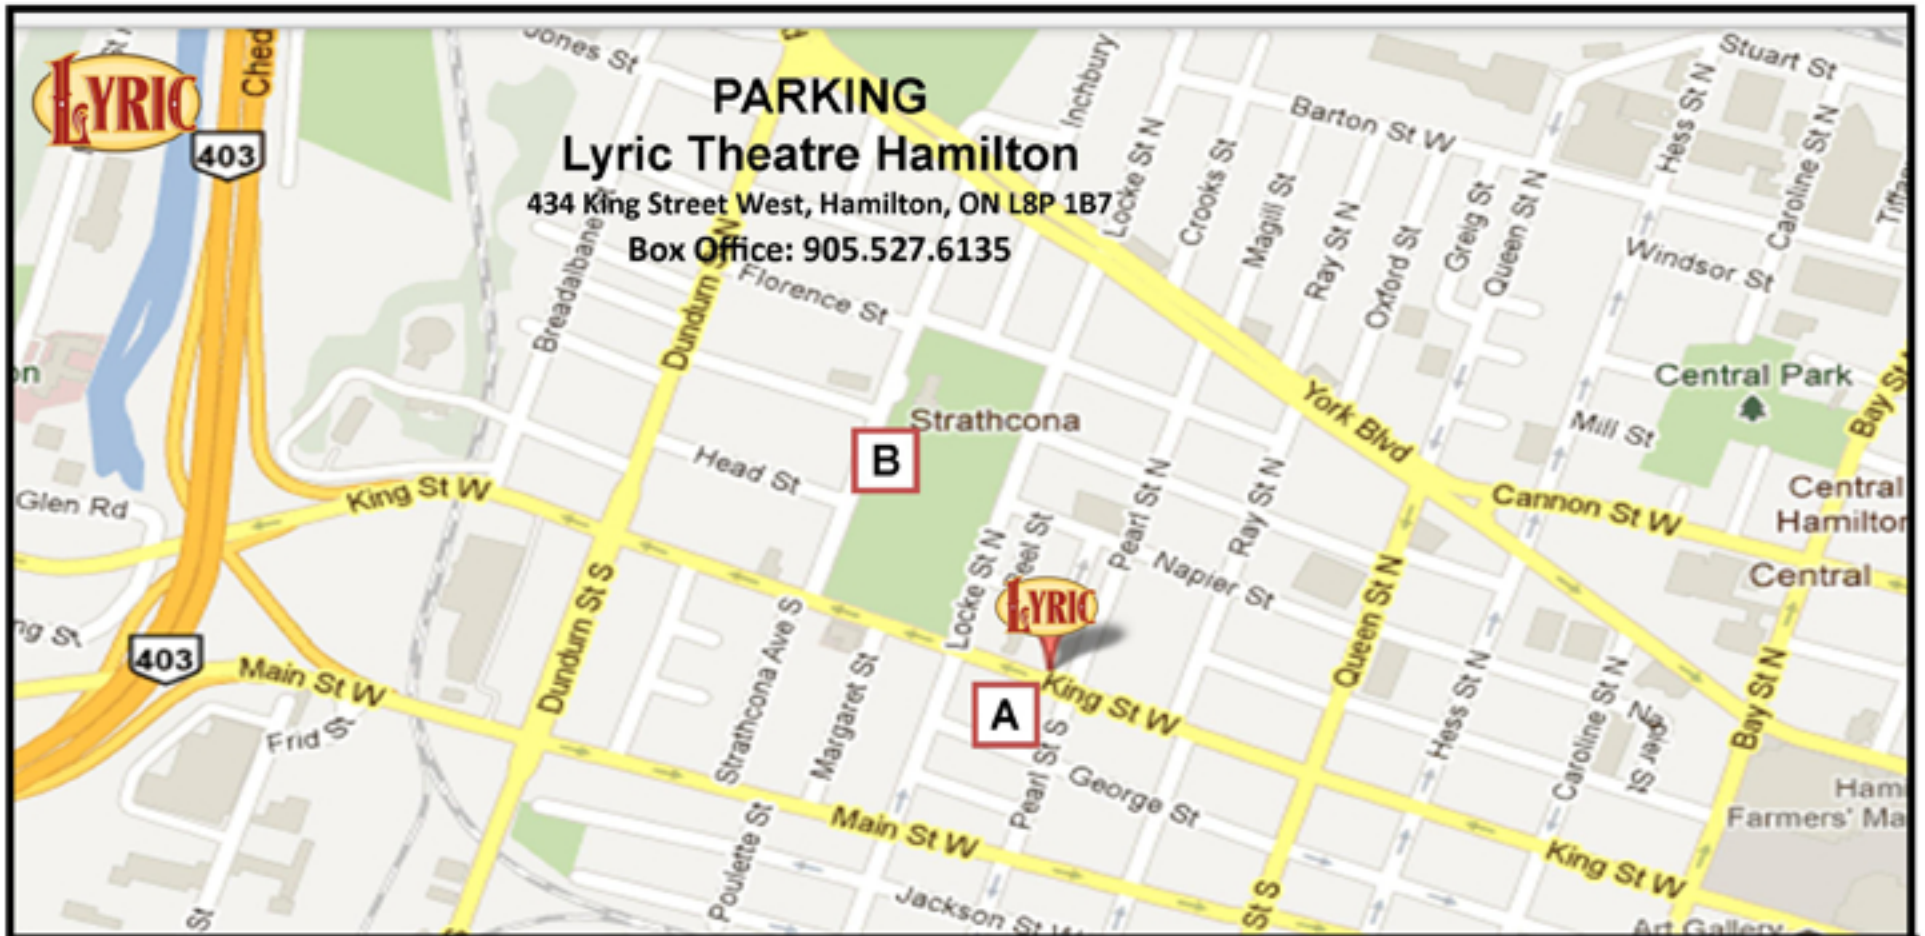 LYRIC
403
Ched
Jones St
PARKING
Lyric Theatre Hamilton
434 King Street West, Hamilton, ON L8P 1B7
Box Office: 905.527.6135
Inchbury
Locke St N
Crooks St
Magill St
Ray St N
Oxford St
Greig St
Queen St N
Barton St W
Stuart St
Hess St N
Caroline St N
Windsor St
Breadalbane
Dundurn St N
Florence St
Strathcona
B
Head St
York Blvd
Central Park
Mill St
Bay St
Glen Rd
King St W
Cannon St W
Central
Hamilton
Central
Pearl St N
Ray St N
Napier St
Locke St N
LYRIC
Queen St N
403
Main St W
Frid St
Dundurn St S
Strathcona Ave S
Margaret St
A
King St W
Pearl St S
George St
Hess St N
Caroline St N
Napier St
Bay St N
Hami
Farmers' Ma
Main St W
Poulette St
Jackson St W
King St W
St S
St
Art Gallery